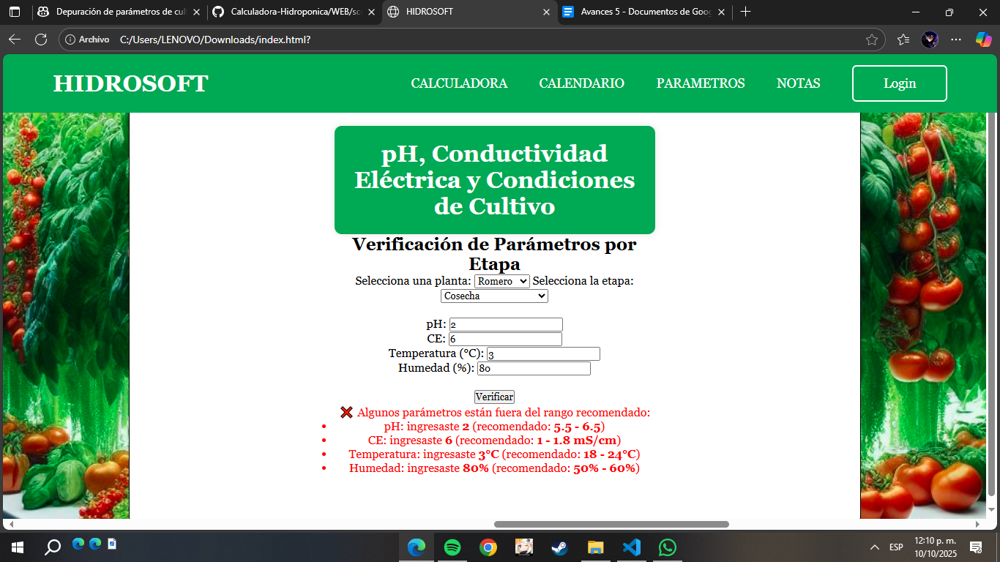 Depuración de parámetros de cul
Calculadora-Hidroponica/WEB/sc
HIDROSOFT
Avances 5 - Documentos de Goog
Archivo
C:/Users/LENOVO/Downloads/index.html?
HIDROSOFT
CALCULADORA
CALENDARIO
PARAMETROS
NOTAS
Login
pH, Conductividad
Eléctrica y Condiciones
de Cultivo
Verificación de Parámetros por
Etapa
Selecciona una planta: Romero Selecciona la etapa:
Cosecha
pH: 2
CE: 6
Temperatura (°C): 3
Humedad (%): 80
Verificar
❌ Algunos parámetros están fuera del rango recomendado:
• pH: ingresaste 2 (recomendado: 5.5 - 6.5)
• CE: ingresaste 6 (recomendado: 1 - 1.8 mS/cm)
• Temperatura: ingresaste 3°C (recomendado: 18 - 24°C)
• Humedad: ingresaste 80% (recomendado: 50% - 60%)
ESP
12:10 p. m.
10/10/2025